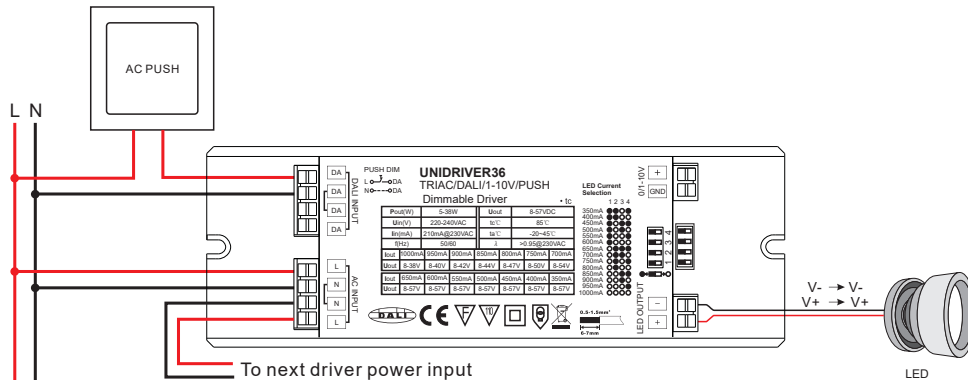 AC PUSH
L N
PUSH DIM
L DA
N DA
DA
DA
DA
DA
DALI INPUT
L
N
N
L
AC INPUT
UNIDRIVER36
TRIAC/DALI/1-10V/PUSH
Dimmable Driver
• tc
Pout(W) 5-38W Uout 8-57VDC
Uin(V) 220-240VAC tc℃ 85℃
Iin(mA) 210mA@230VAC ta℃ -20~45℃
f(Hz) 50/60 λ >0.95@230VAC
Iout 1000mA 950mA 900mA 850mA 800mA 750mA 700mA
Uout 8-38V 8-40V 8-42V 8-44V 8-47V 8-50V 8-54V
Iout 650mA 600mA 550mA 500mA 450mA 400mA 350mA
Uout 8-57V 8-57V 8-57V 8-57V 8-57V 8-57V 8-57V
DALI
CE
F
110
LED Current
Selection
1 2 3 4
350mA
400mA
450mA
500mA
550mA
600mA
650mA
700mA
750mA
800mA
850mA
900mA
950mA
1000mA
0.5-1.5mm²
6-7mm
0/1-10V
+
GND
1 2 3 4
LED OUTPUT
−
+
V- → V-
V+ → V+
LED
To next driver power input